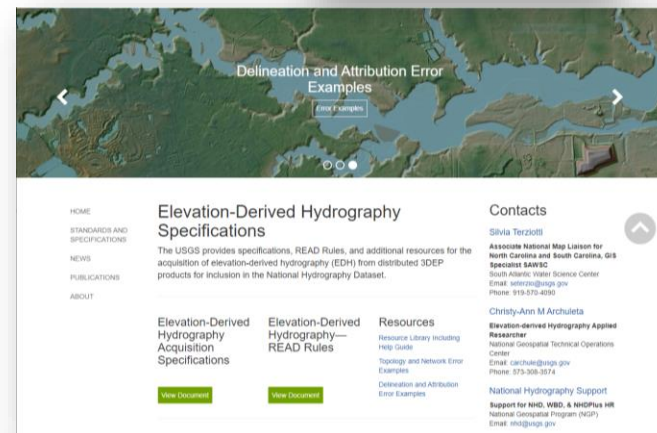 Delineation and Attribution Error
Examples
Error Examples
HOME
STANDARDS AND
SPECIFICATIONS
NEWS
PUBLICATIONS
ABOUT
Elevation-Derived Hydrography
Specifications
The USGS provides specifications, READ Rules, and additional resources for the
acquisition of elevation-derived hydrography (EDH) from distributed 3DEP
products for inclusion in the National Hydrography Dataset.
Elevation-Derived
Hydrography
Acquisition
Specifications
View Document
Elevation-Derived
Hydrography—
READ Rules
View Document
Resources
Resource Library Including
Help Guide
Topology and Network Error
Examples
Delineation and Attribution
Error Examples
Contacts
Silvia Terziotti
Associate National Map Liaison for
North Carolina and South Carolina, GIS
Specialist SAWSC
South Atlantic Water Science Center
Email: seterzio@usgs.gov
Phone: 919-570-4090
Christy-Ann M Archuleta
Elevation-derived Hydrography Applied
Researcher
National Geospatial Technical Operations
Center
Email: carchule@usgs.gov
Phone: 573-308-3574
National Hydrography Support
Support for NHD, WBD, & NHDPlus HR
National Geospatial Program (NGP)
Email: nhd@usgs.gov